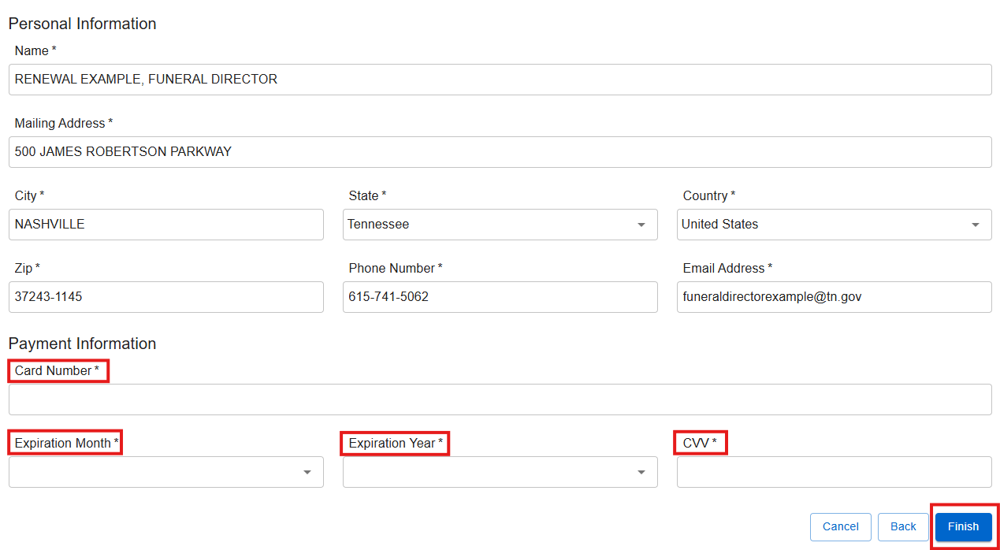 Personal Information
Name *
RENEWAL EXAMPLE, FUNERAL DIRECTOR
Mailing Address *
500 JAMES ROBERTSON PARKWAY
City * State * Country *
NASHVILLE Tennessee United States
Zip * Phone Number * Email Address *
37243-1145 615-741-5062 funeraldirectorexample@tn.gov
Payment Information
Card Number *
Expiration Month * Expiration Year * CVV *
Cancel Back Finish